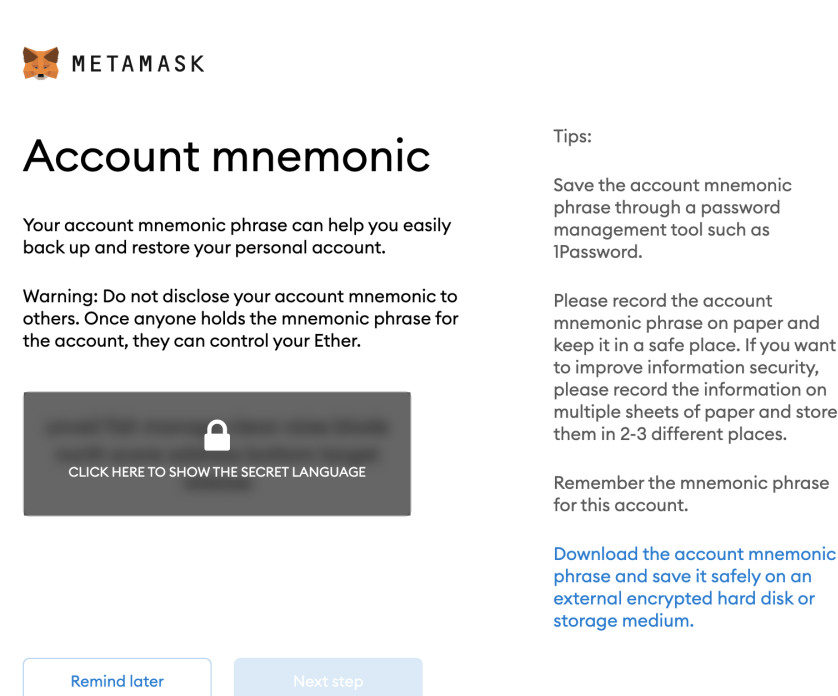 METAMASK
Account mnemonic
Your account mnemonic phrase can help you easily
back up and restore your personal account.
Warning: Do not disclose your account mnemonic to
others. Once anyone holds the mnemonic phrase for
the account, they can control your Ether.
CLICK HERE TO SHOW THE SECRET LANGUAGE
Remind later
Next step
Tips:
Save the account mnemonic
phrase through a password
management tool such as
1Password.
Please record the account
mnemonic phrase on paper and
keep it in a safe place. If you want
to improve information security,
please record the information on
multiple sheets of paper and store
them in 2-3 different places.
Remember the mnemonic phrase
for this account.
Download the account mnemonic
phrase and save it safely on an
external encrypted hard disk or
storage medium.